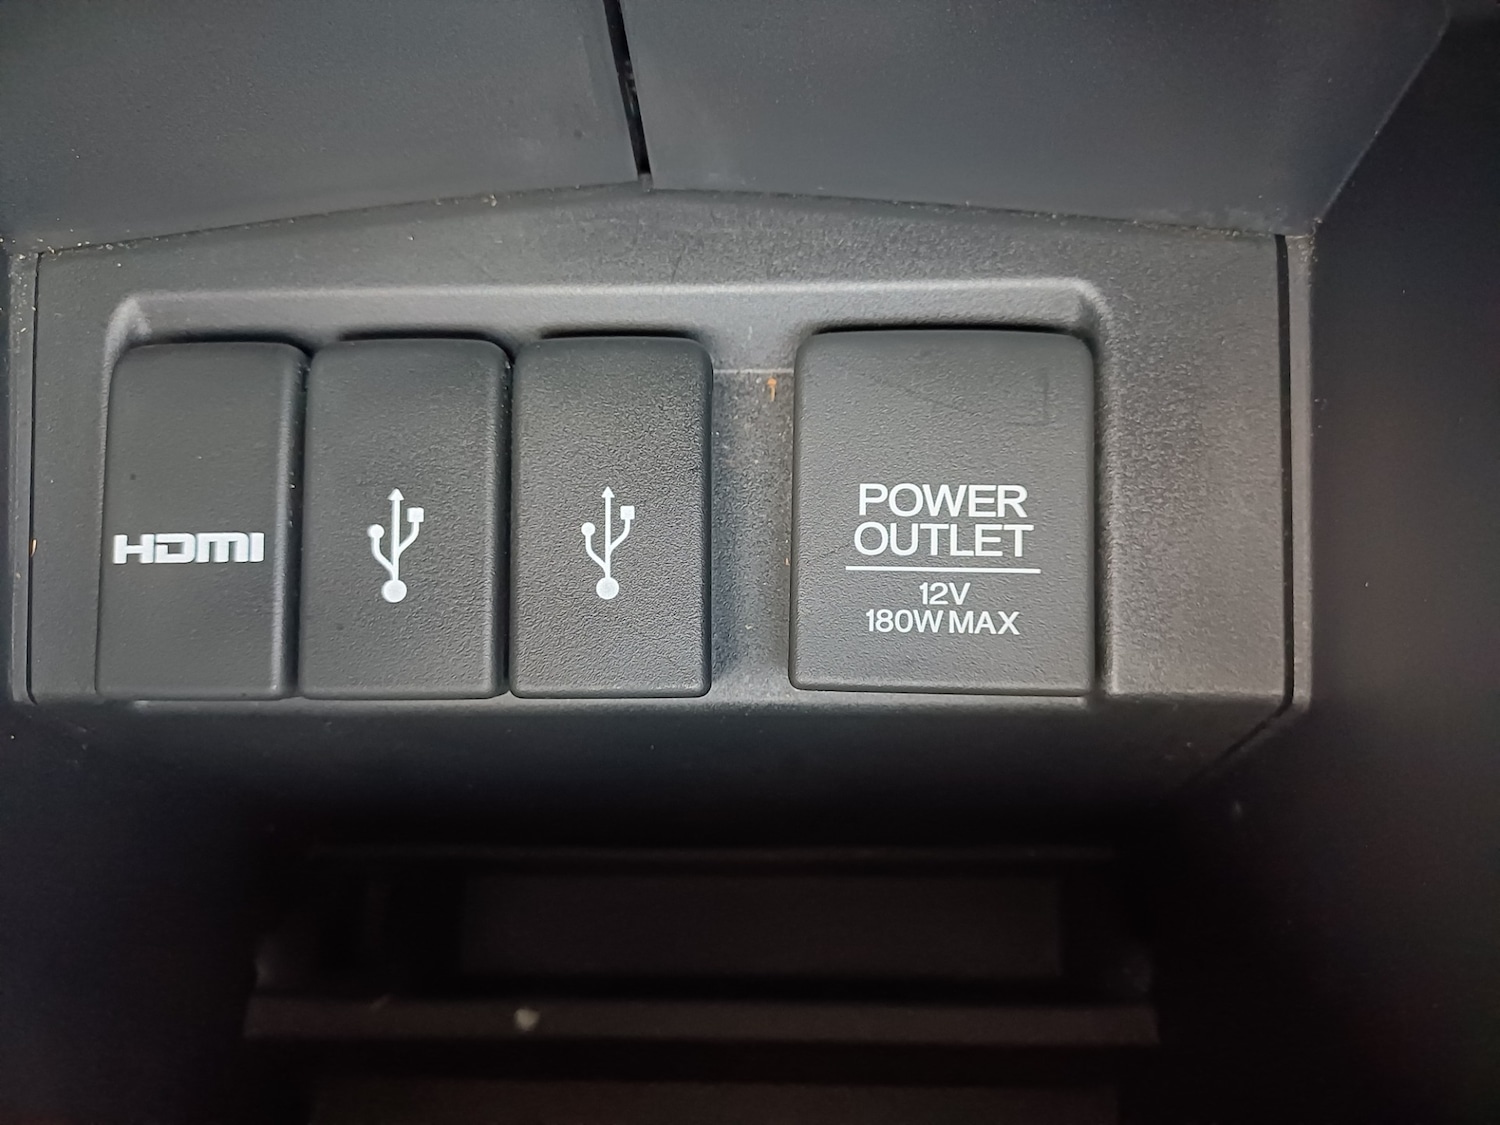 HDMI
POWER
OUTLET
12V
180W MAX